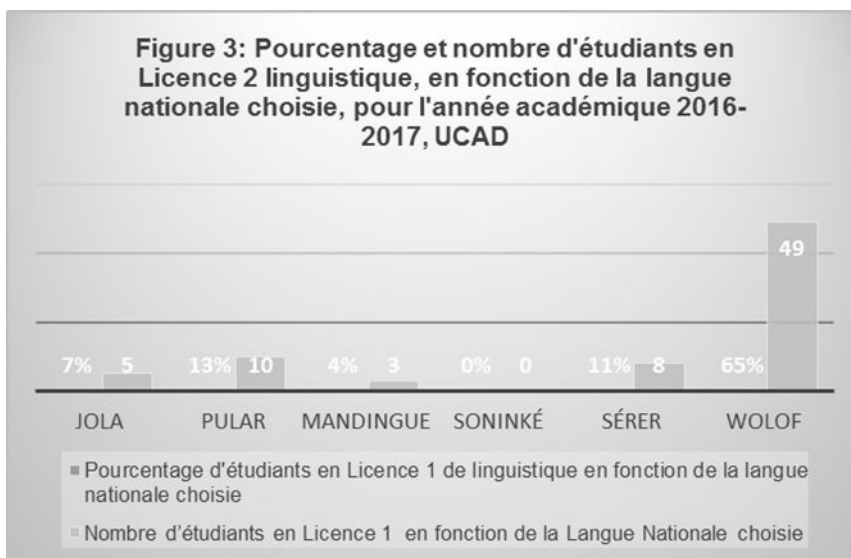 Figure 3: Pourcentage et nombre d'étudiants en
Licence 2 linguistique, en fonction de la langue
nationale choisie, pour l'année académique 2016-
2017, UCAD
49
7% 5 13% 10 4% 3 0% 0 11% 8 65%
JOLA PULAR MANDINGUE SONINKÉ SÉRER WOLOF
Pourcentage d'étudiants en Licence 1 de linguistique en fonction de la langue
nationale choisie
Nombre d’étudiants en Licence 1 en fonction de la Langue Nationale choisie